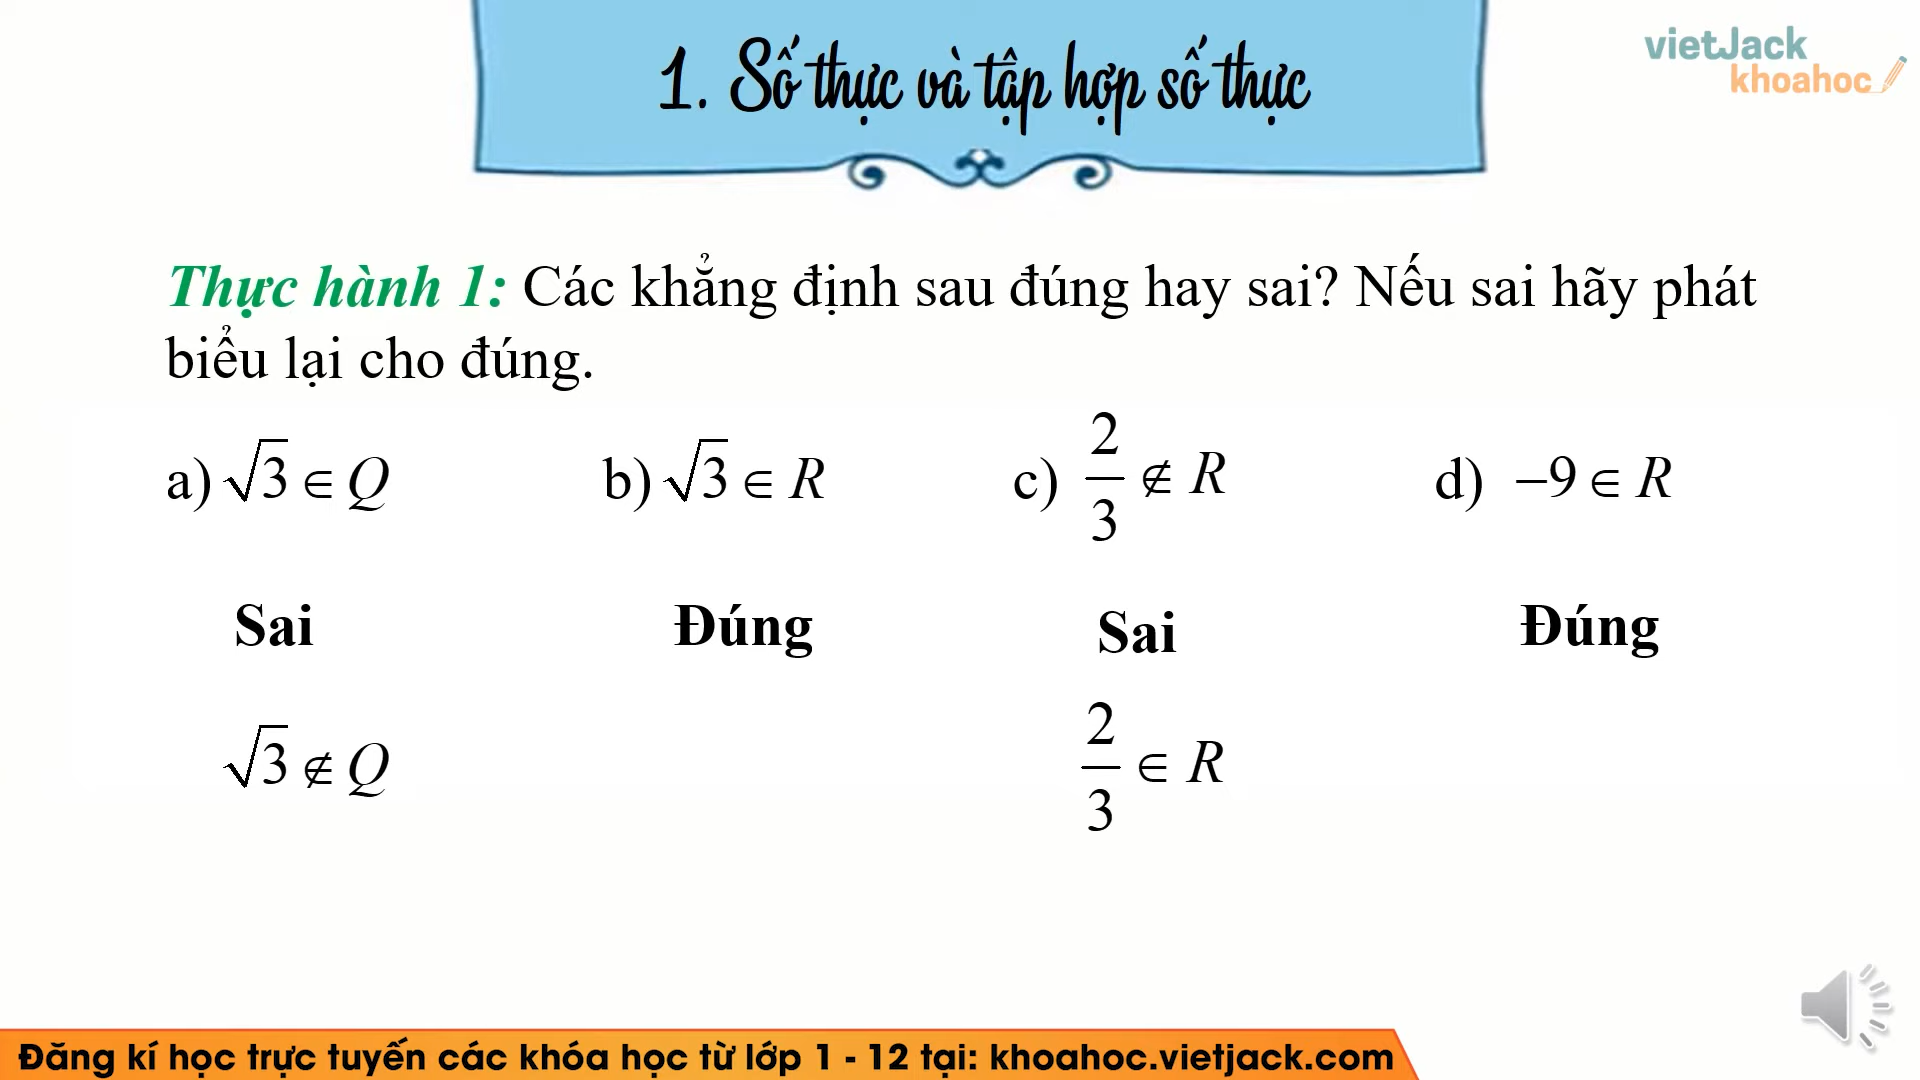 1. Số thực và tập hợp số thực
vietJack
khoahoc
Thực hành 1: Các khẳng định sau đúng hay sai? Nếu sai hãy phát
biểu lại cho đúng.
a) √3 ∈ Q b) √3 ∈ R c) 2/3 ∉ R d) −9 ∈ R
Sai Đúng Sai Đúng
√3 ∉ Q 2/3 ∈ R
Đăng kí học trực tuyến các khóa học từ lớp 1 - 12 tại: khoahoc.vietjack.com